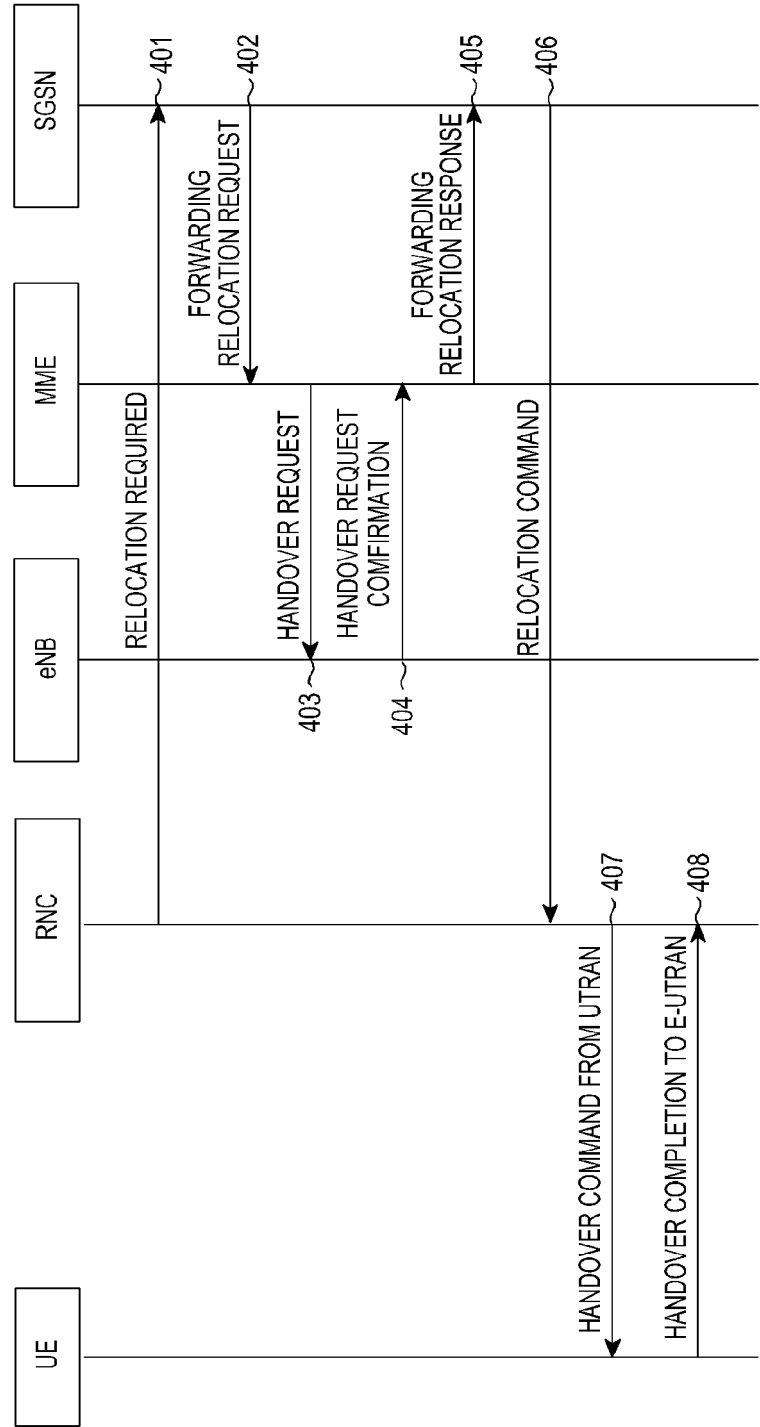 UE
RNC
eNB
MME
SGSN
RELOCATION REQUIRED
401
FORWARDING
RELOCATION REQUEST
402
HANDOVER REQUEST
403
HANDOVER REQUEST
COMFIRMATION
404
FORWARDING
RELOCATION RESPONSE
405
RELOCATION COMMAND
406
HANDOVER COMMAND FROM UTRAN
407
HANDOVER COMPLETION TO E-UTRAN
408